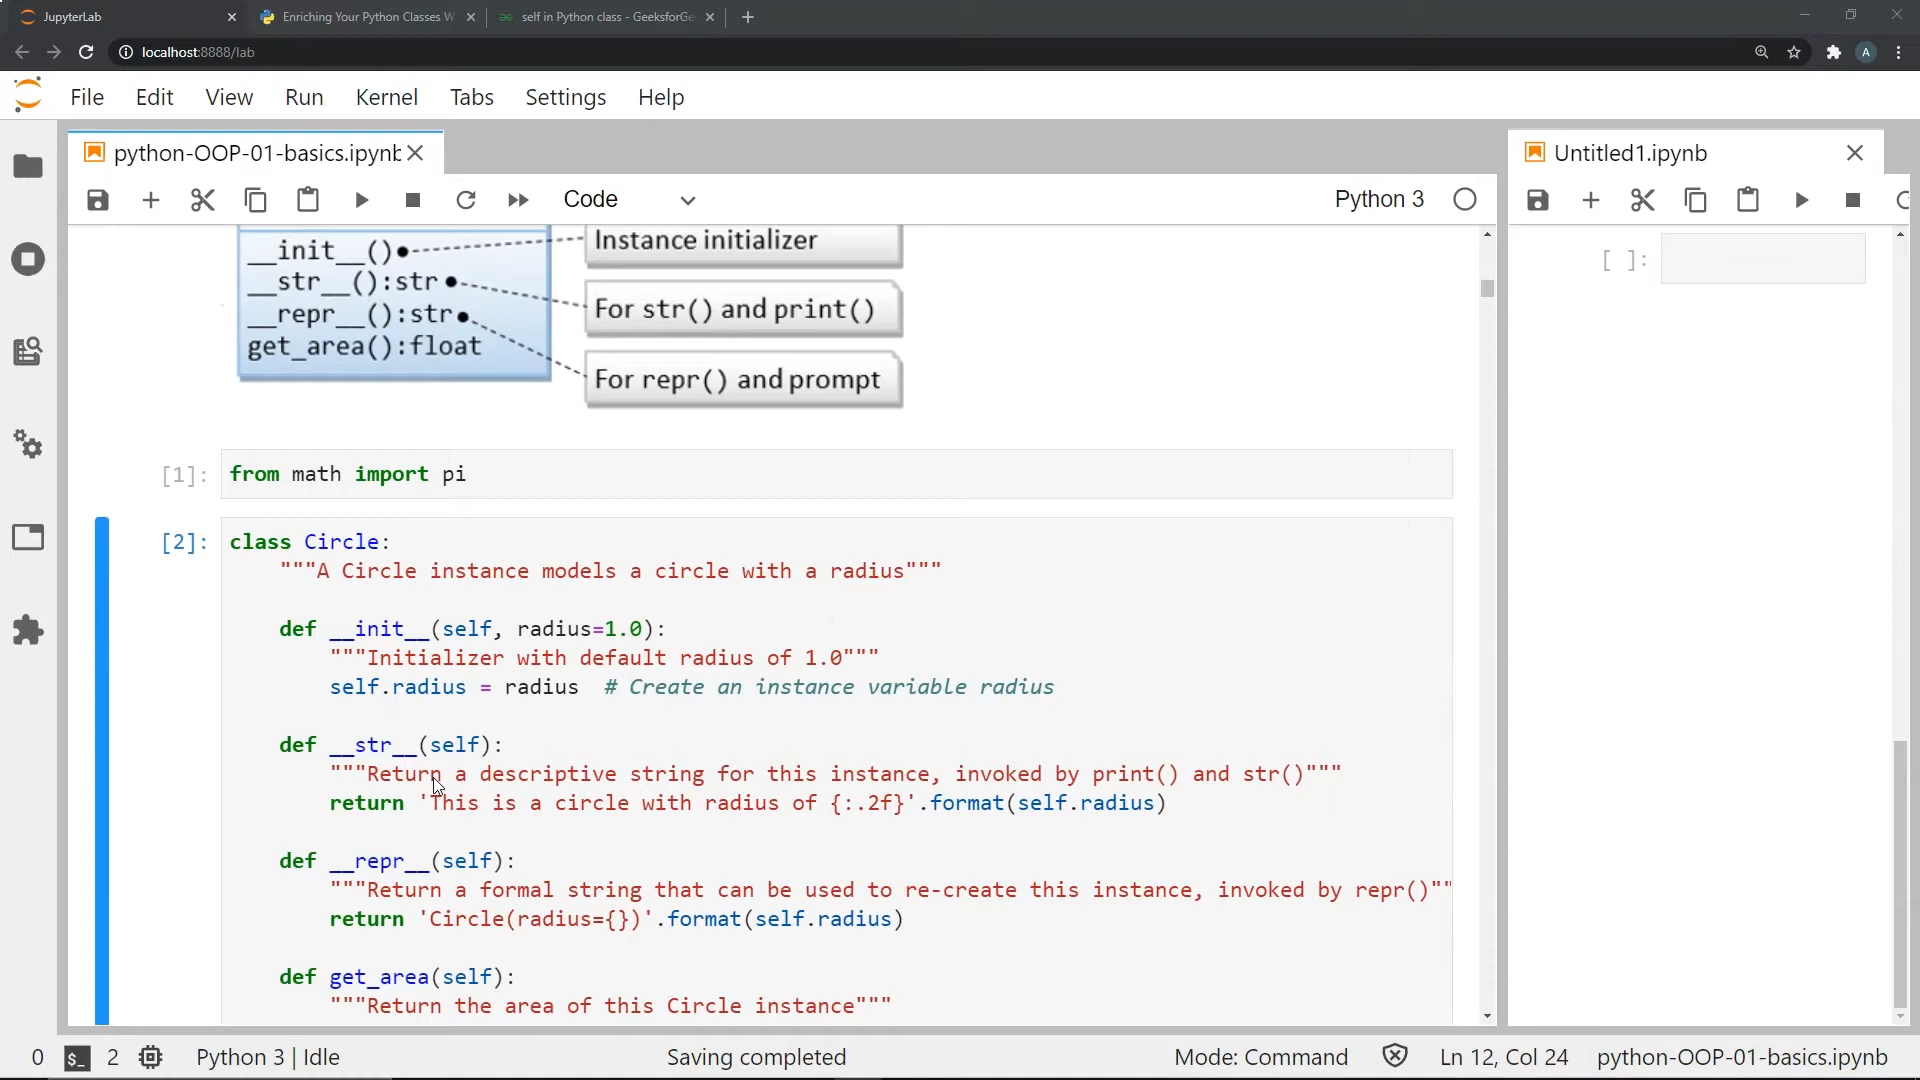 JupyterLab
Enriching Your Python Classes W
self in Python class - GeeksforGe
localhost:8888/lab
A
File Edit View Run Kernel Tabs Settings Help
python-OOP-01-basics.ipynb
Untitled1.ipynb
Code
Python 3
__init__()
Instance initializer
__str__():str
For str() and print()
__repr__():str
get_area():float
For repr() and prompt
[ ]:
[1]: from math import pi
[2]: class Circle:
"""A Circle instance models a circle with a radius"""
def __init__(self, radius=1.0):
"""Initializer with default radius of 1.0"""
self.radius = radius  # Create an instance variable radius
def __str__(self):
"""Return a descriptive string for this instance, invoked by print() and str()"""
return 'This is a circle with radius of {:.2f}'.format(self.radius)
def __repr__(self):
"""Return a formal string that can be used to re-create this instance, invoked by repr()""
return 'Circle(radius={})'.format(self.radius)
def get_area(self):
"""Return the area of this Circle instance"""
0 $_ 2 Python 3 | Idle Saving completed Mode: Command Ln 12, Col 24 python-OOP-01-basics.ipynb